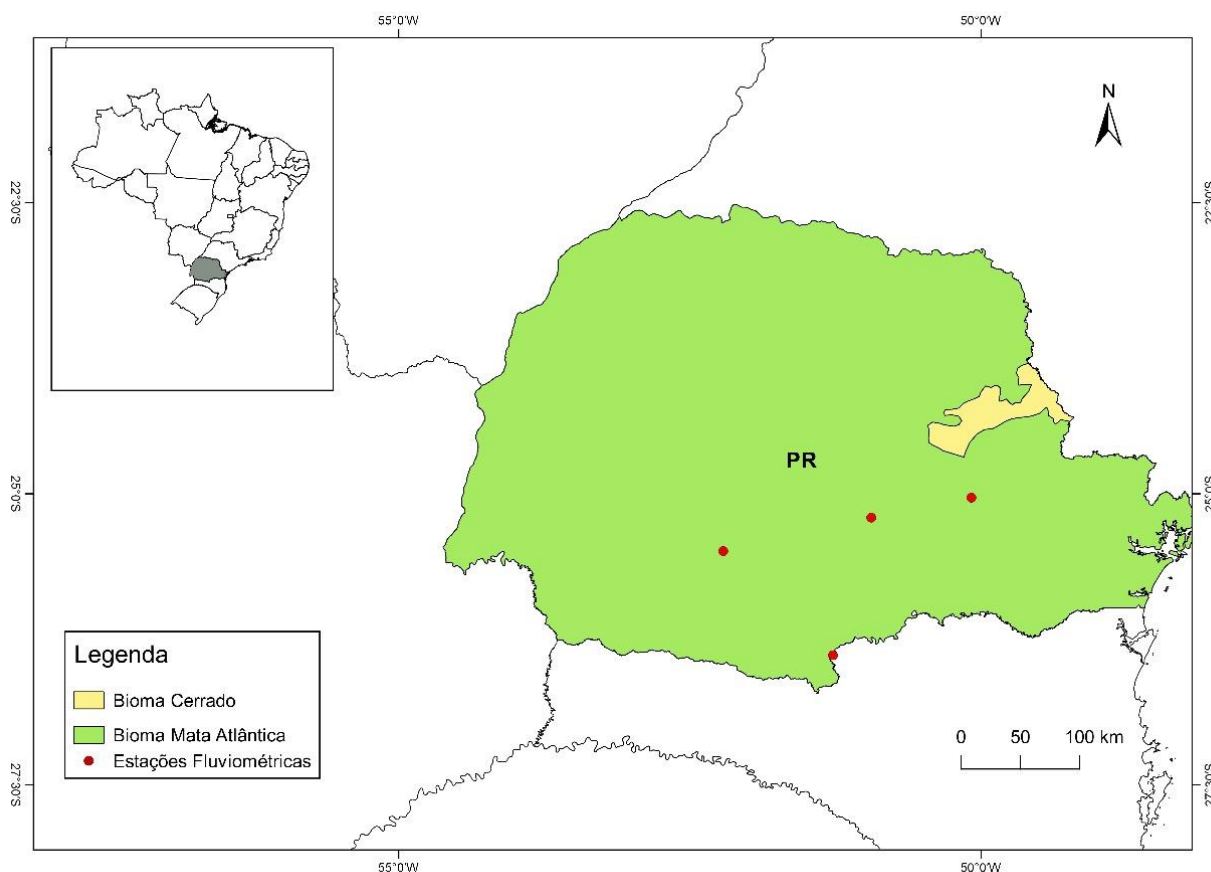 55°0'W 50°0'W
N
22°30'S 22°30'S
PR
25°0'S 25°0'S
Legenda
Bioma Cerrado
Bioma Mata Atlântica
Estações Fluviométricas
0 50 100 km
27°30'S 27°30'S
55°0'W 50°0'W